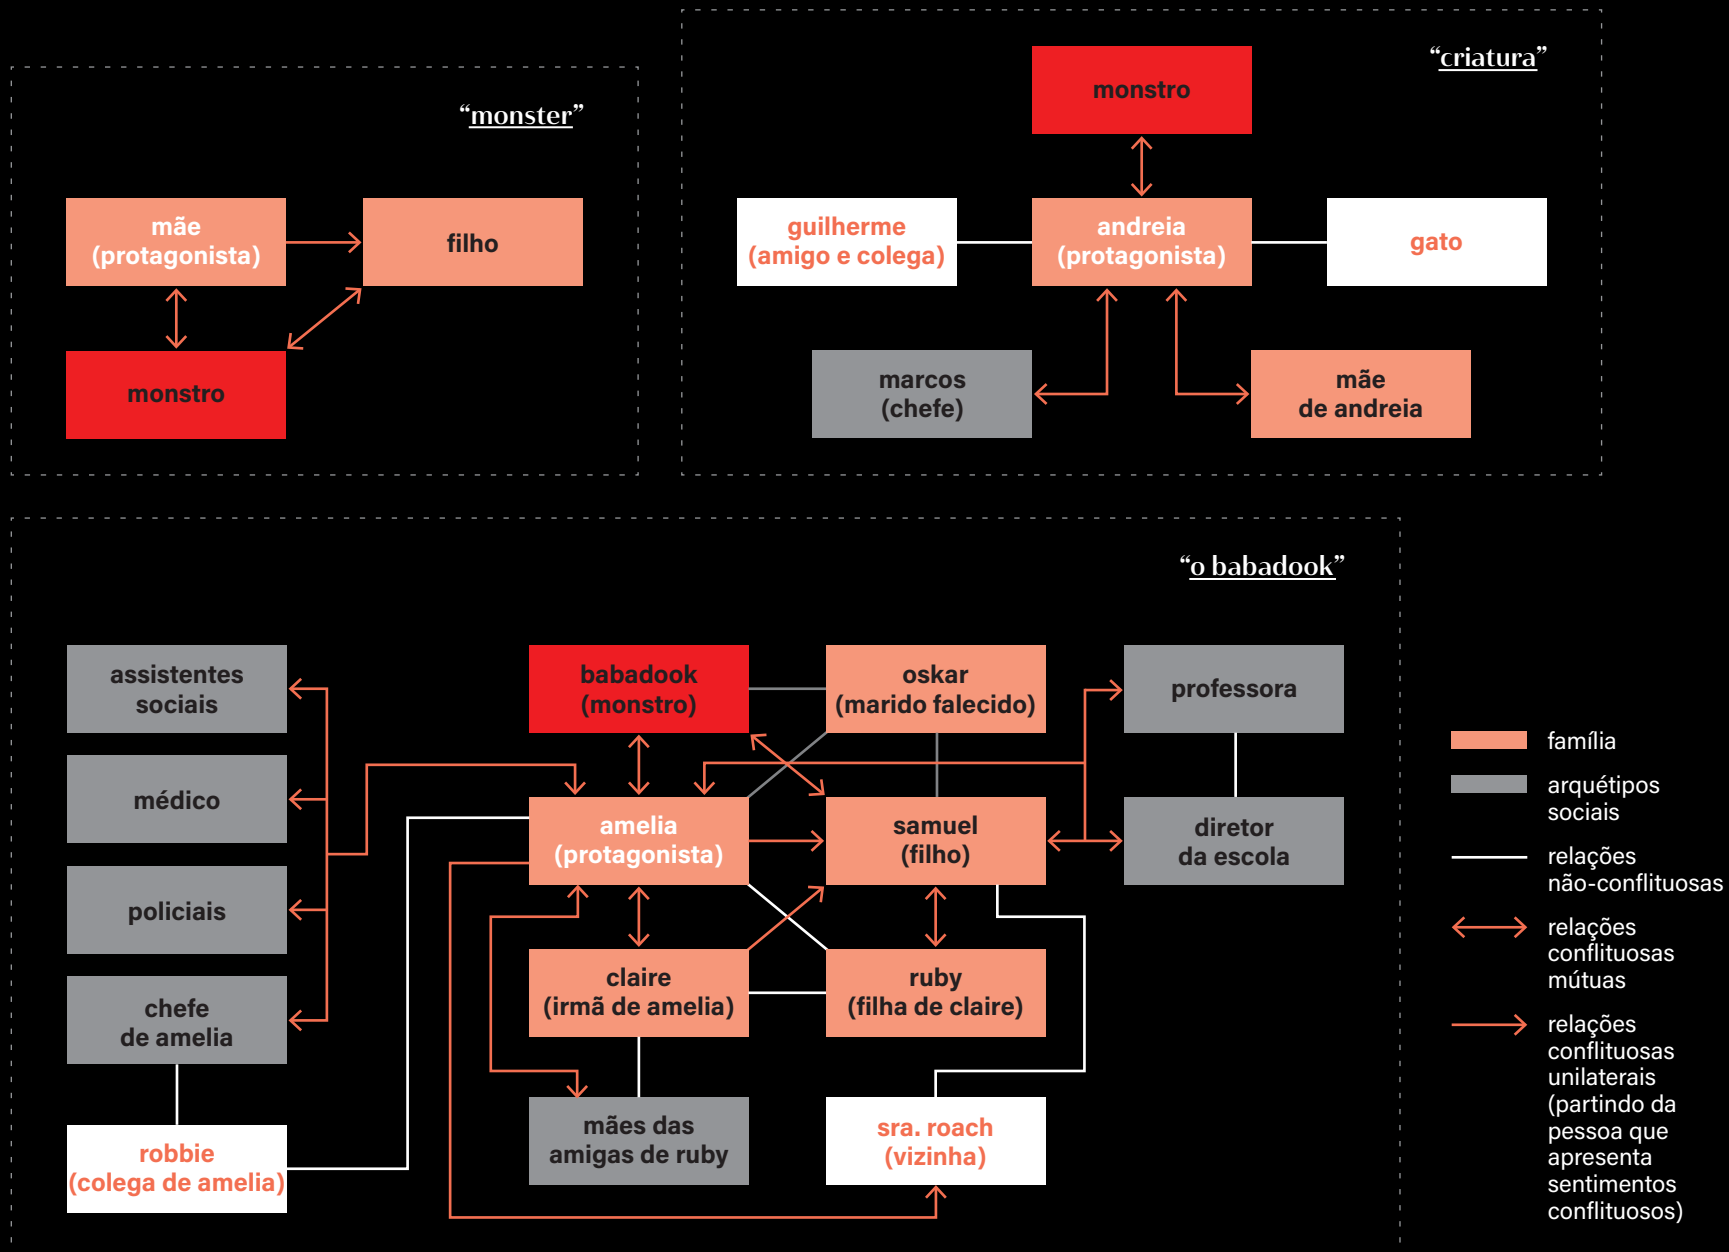 “monster”
mãe
(protagonista)
filho
monstro
“criatura”
monstro
guilherme
(amigo e colega)
andreia
(protagonista)
gato
marcos
(chefe)
mãe
de andreia
“o babadook”
assistentes
sociais
babadook
(monstro)
oskar
(marido falecido)
professora
médico
amelia
(protagonista)
samuel
(filho)
diretor
da escola
policiais
claire
(irmã de amelia)
ruby
(filha de claire)
chefe
de amelia
mães das
amigas de ruby
sra. roach
(vizinha)
robbie
(colega de amelia)
família
arquétipos
sociais
relações
não-conflituosas
relações
conflituosas
mútuas
relações
conflituosas
unilaterais
(partindo da
pessoa que
apresenta
sentimentos
conflituosos)